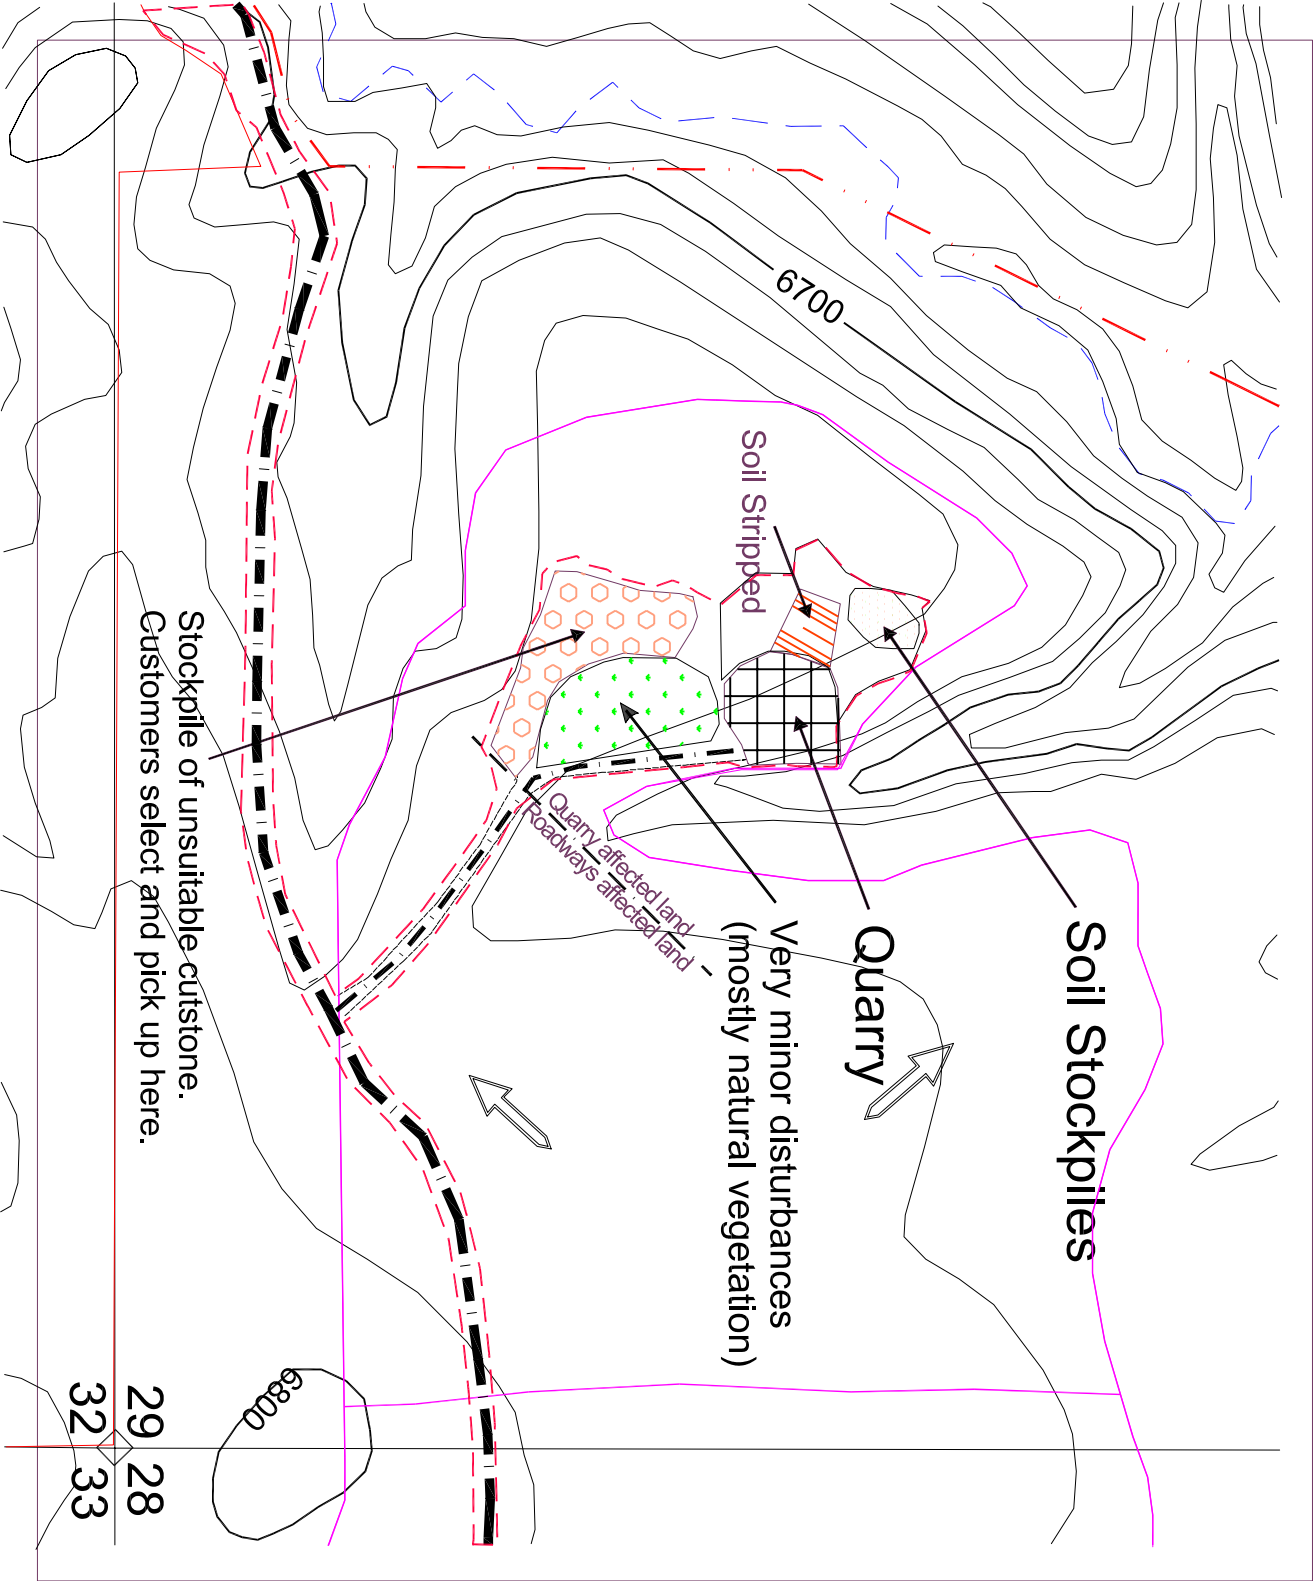 6700
Soil Stripped
Soil Stockpiles
Quarry
Very minor disturbances
(mostly natural vegetation)
Quarry affected land
Roadways affected land
Stockpile of unsuitable cutstone.
Customers select and pick up here.
6800
29 28
32 33